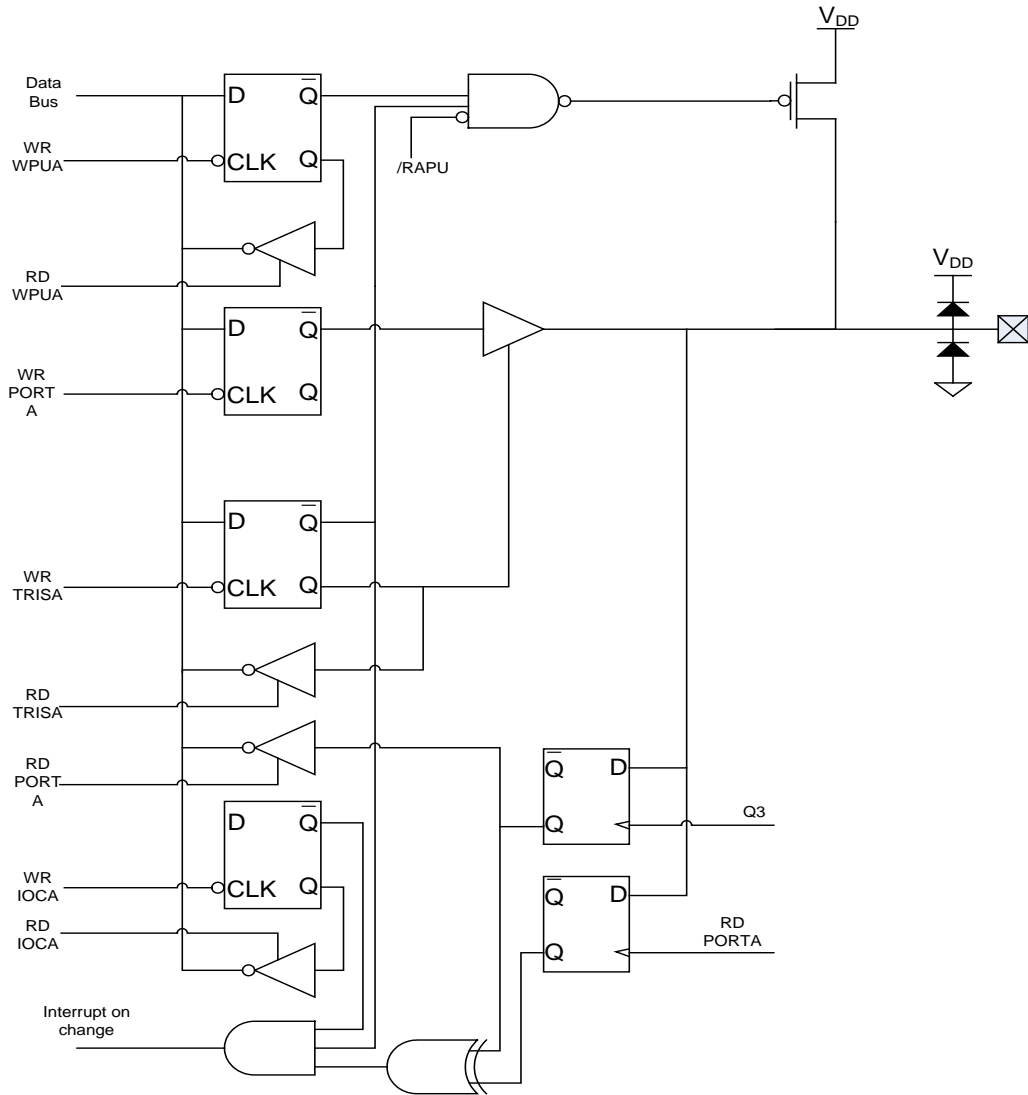 VDD
Data
Bus
D
Q
WR
WPUA
CLK
Q
/RAPU
RD
WPUA
VDD
D
Q
WR
PORT
A
CLK
Q
D
Q
WR
TRISA
CLK
Q
RD
TRISA
RD
PORT
A
Q
D
Q
Q3
D
Q
WR
IOCA
CLK
Q
RD
IOCA
Q
D
Q
RD
PORTA
Interrupt on
change